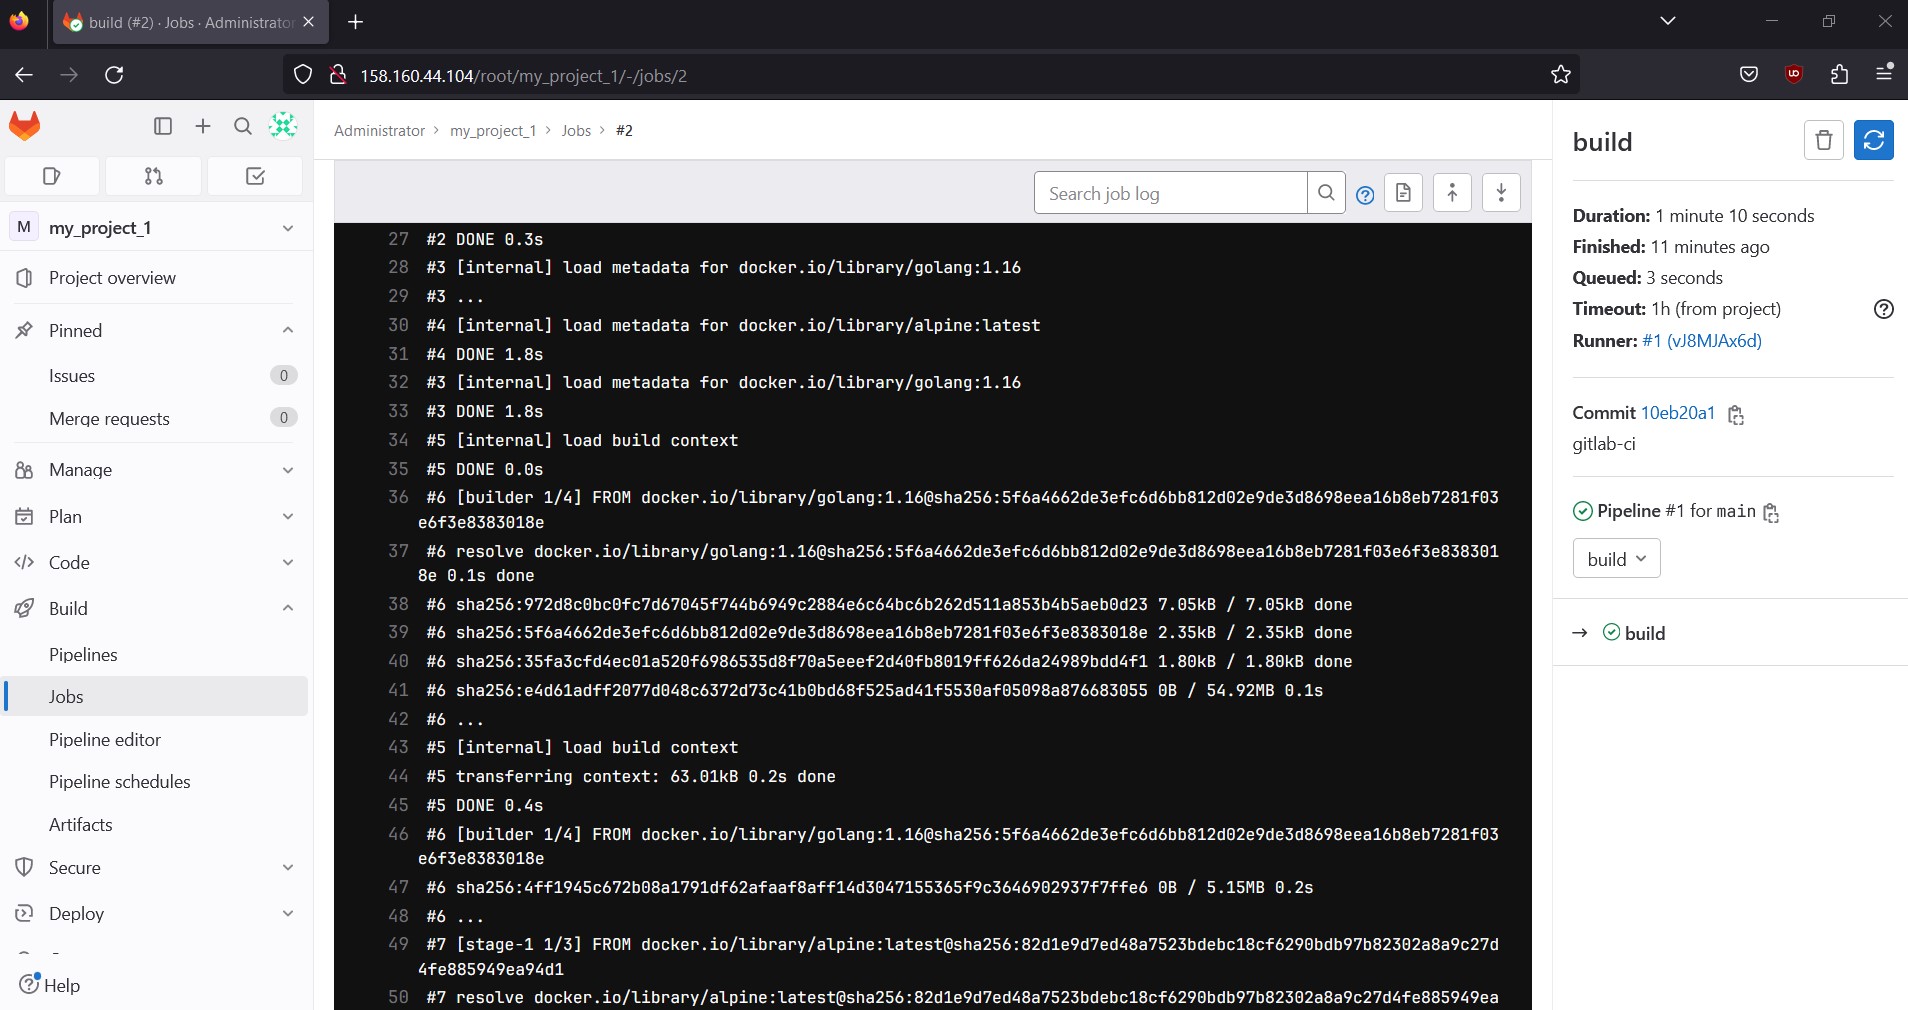 build (#2) · Jobs · Administrator
158.160.44.104/root/my_project_1/-/jobs/2
M my_project_1
Project overview
Pinned
Issues 0
Merge requests 0
Manage
Plan
Code
Build
Pipelines
Jobs
Pipeline editor
Pipeline schedules
Artifacts
Secure
Deploy
Help
Administrator > my_project_1 > Jobs > #2
Search job log
27 #2 DONE 0.3s
28 #3 [internal] load metadata for docker.io/library/golang:1.16
29 #3 ...
30 #4 [internal] load metadata for docker.io/library/alpine:latest
31 #4 DONE 1.8s
32 #3 [internal] load metadata for docker.io/library/golang:1.16
33 #3 DONE 1.8s
34 #5 [internal] load build context
35 #5 DONE 0.0s
36 #6 [builder 1/4] FROM docker.io/library/golang:1.16@sha256:5f6a4662de3efc6d6bb812d02e9de3d8698eea16b8eb7281f03
e6f3e8383018e
37 #6 resolve docker.io/library/golang:1.16@sha256:5f6a4662de3efc6d6bb812d02e9de3d8698eea16b8eb7281f03e6f3e838301
8e 0.1s done
38 #6 sha256:972d8c0bc0fc7d67045f744b6949c2884e6c64bc6b262d511a853b4b5aeb0d23 7.05kB / 7.05kB done
39 #6 sha256:5f6a4662de3efc6d6bb812d02e9de3d8698eea16b8eb7281f03e6f3e8383018e 2.35kB / 2.35kB done
40 #6 sha256:35fa3cfd4ec01a520f6986535d8f70a5eeef2d40fb8019ff626da24989bdd4f1 1.80kB / 1.80kB done
41 #6 sha256:e4d61adff2077d048c6372d73c41b0bd68f525ad41f5530af05098a876683055 0B / 54.92MB 0.1s
42 #6 ...
43 #5 [internal] load build context
44 #5 transferring context: 63.01kB 0.2s done
45 #5 DONE 0.4s
46 #6 [builder 1/4] FROM docker.io/library/golang:1.16@sha256:5f6a4662de3efc6d6bb812d02e9de3d8698eea16b8eb7281f03
e6f3e8383018e
47 #6 sha256:4ff1945c672b08a1791df62afaaf8aff14d3047155365f9c3646902937f7ffe6 0B / 5.15MB 0.2s
48 #6 ...
49 #7 [stage-1 1/3] FROM docker.io/library/alpine:latest@sha256:82d1e9d7ed48a7523bdebc18cf6290bdb97b82302a8a9c27d
4fe885949ea94d1
50 #7 resolve docker.io/library/alpine:latest@sha256:82d1e9d7ed48a7523bdebc18cf6290bdb97b82302a8a9c27d4fe885949ea
build
Duration: 1 minute 10 seconds
Finished: 11 minutes ago
Queued: 3 seconds
Timeout: 1h (from project)
Runner: #1 (vJ8MJAx6d)
Commit 10eb20a1
gitlab-ci
Pipeline #1 for main
build
→ build